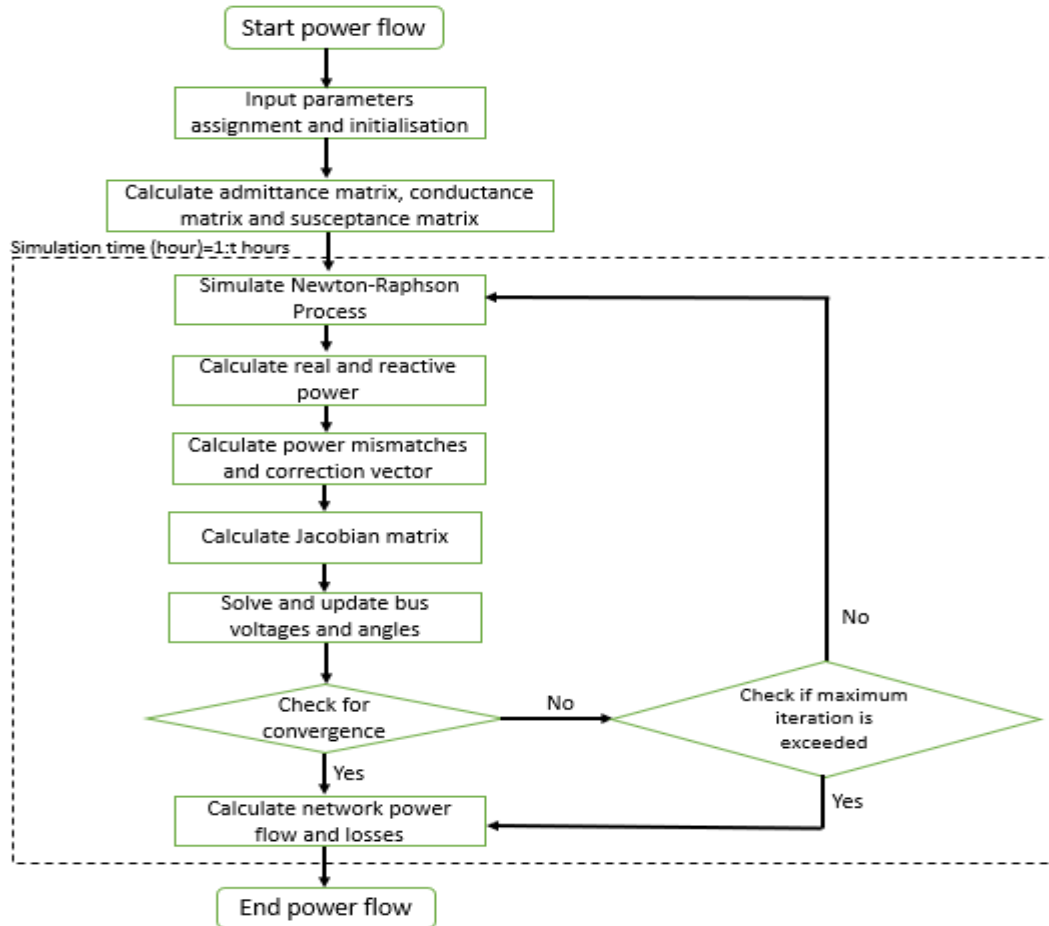 Start power flow
Input parameters
assignment and initialisation
Calculate admittance matrix, conductance
matrix and susceptance matrix
Simulation time (hour)=1:t hours
Simulate Newton-Raphson
Process
Calculate real and reactive
power
Calculate power mismatches
and correction vector
Calculate Jacobian matrix
Solve and update bus
voltages and angles
No
Check for
convergence
No
Check if maximum
iteration is
exceeded
Yes
Yes
Calculate network power
flow and losses
End power flow